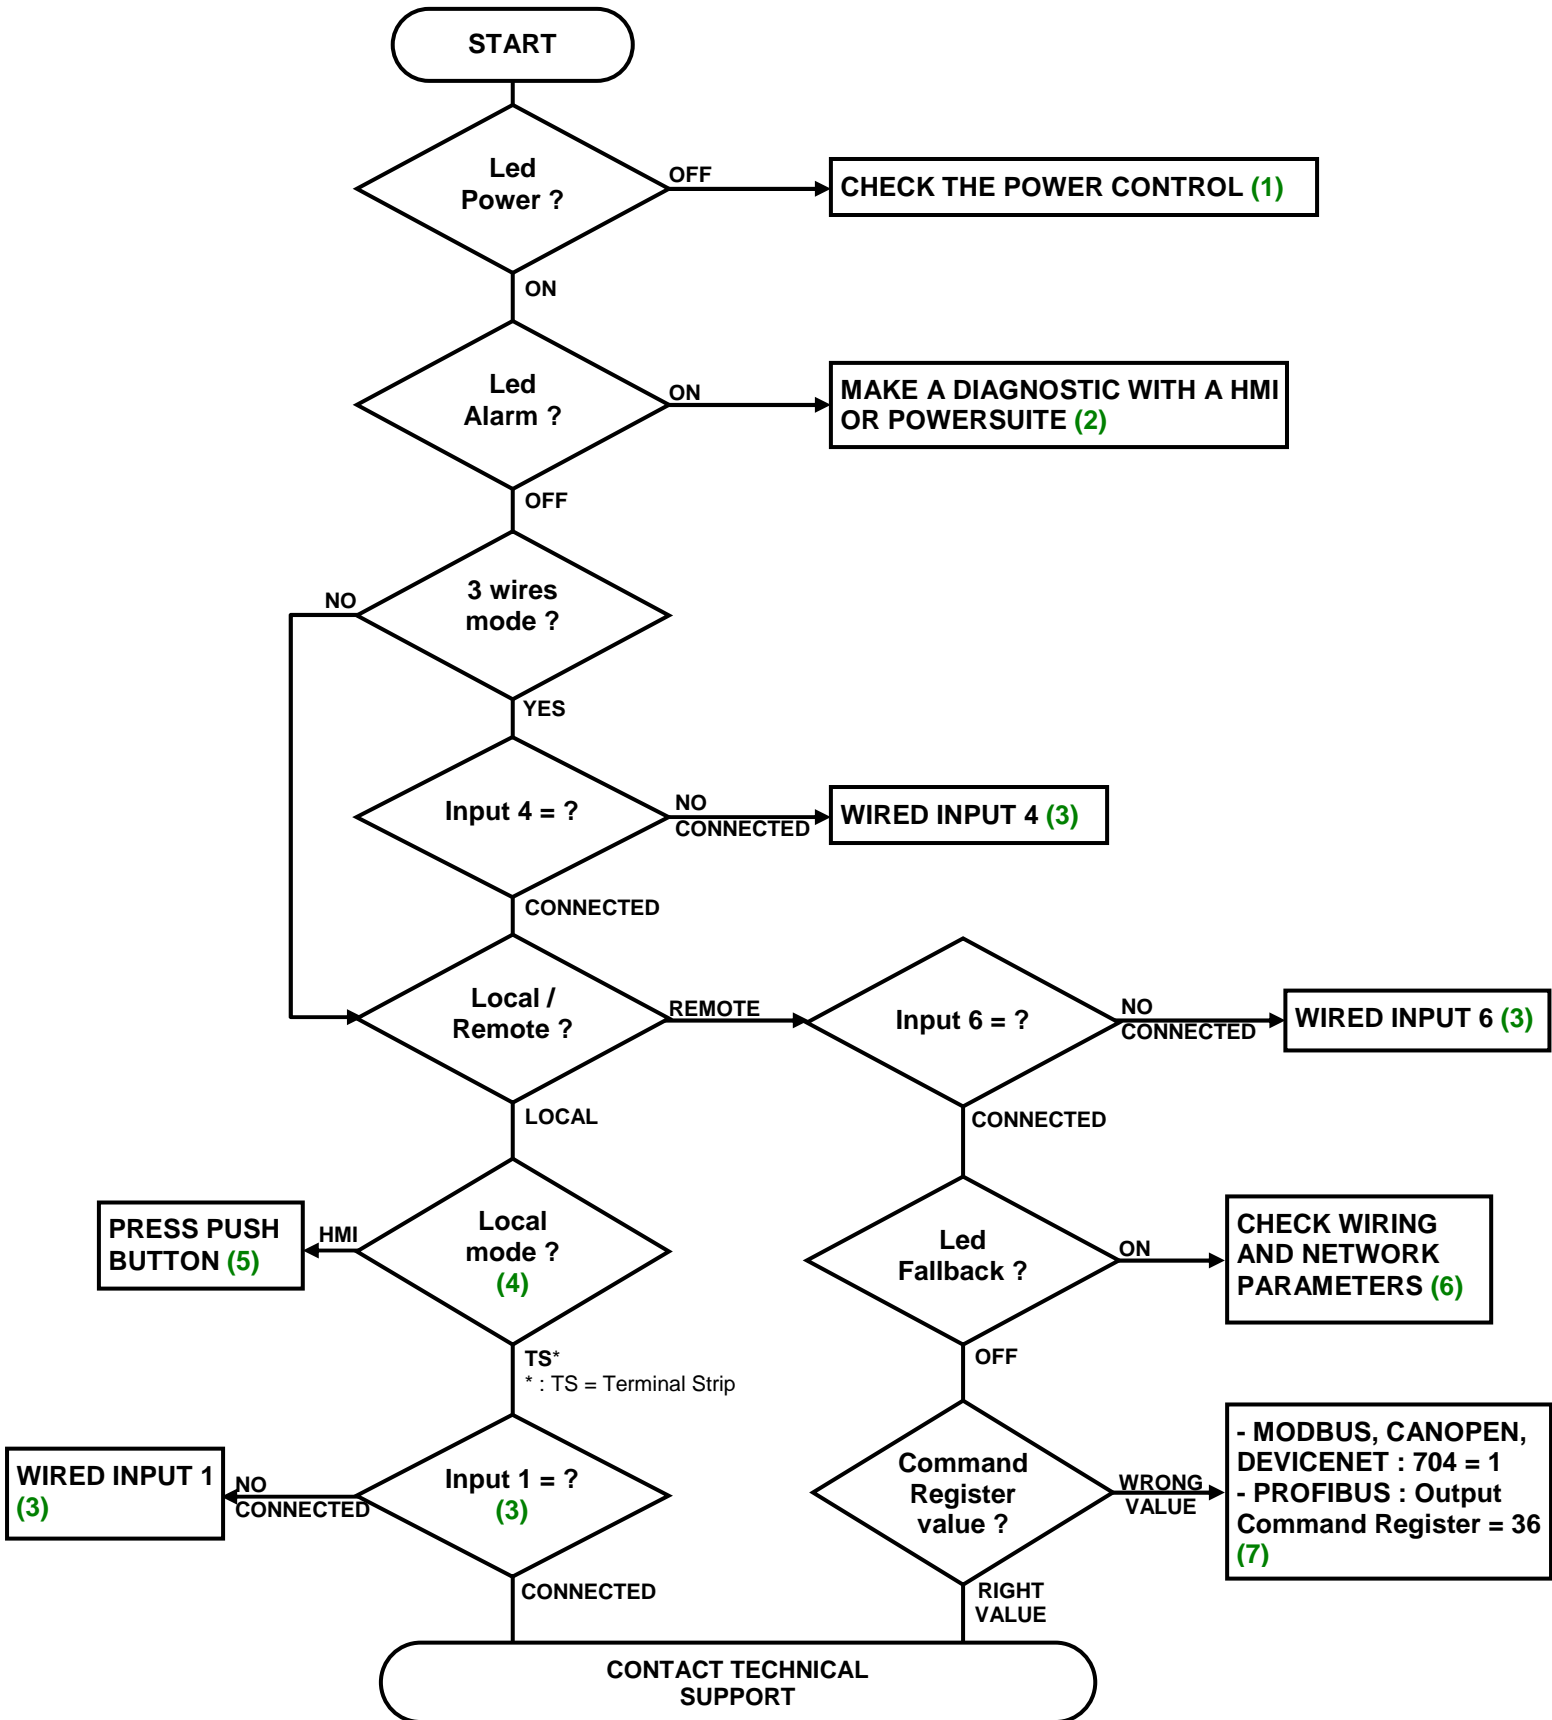 START
Led
Power ?
OFF
CHECK THE POWER CONTROL (1)
ON
Led
Alarm ?
ON
MAKE A DIAGNOSTIC WITH A HMI
OR POWERSUITE (2)
OFF
3 wires
mode ?
NO
YES
Input 4 = ?
NO
CONNECTED
WIRED INPUT 4 (3)
CONNECTED
Local /
Remote ?
REMOTE
Input 6 = ?
NO
CONNECTED
WIRED INPUT 6 (3)
LOCAL
CONNECTED
PRESS PUSH
BUTTON (5)
HMI
Local
mode ?
(4)
Led
Fallback ?
ON
CHECK WIRING
AND NETWORK
PARAMETERS (6)
TS*
* : TS = Terminal Strip
OFF
WIRED INPUT 1
(3)
NO
CONNECTED
Input 1 = ?
(3)
Command
Register
value ?
WRONG
VALUE
- MODBUS, CANOPEN,
DEVICENET : 704 = 1
- PROFIBUS : Output
Command Register = 36
(7)
CONNECTED
RIGHT
VALUE
CONTACT TECHNICAL
SUPPORT